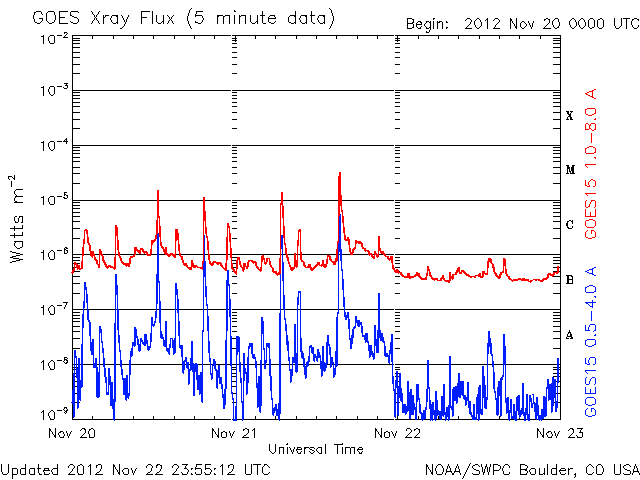 GOES Xray Flux (5 minute data)
Begin: 2012 Nov 20 0000 UTC
10-2
10-3
10-4
10-5
10-6
10-7
10-8
10-9
Watts m-2
X
M
C
B
A
GOES15 1.0-8.0 A
GOES15 0.5-4.0 A
Nov 20
Nov 21
Nov 22
Nov 23
Universal Time
Updated 2012 Nov 22 23:55:12 UTC
NOAA/SWPC Boulder, CO USA